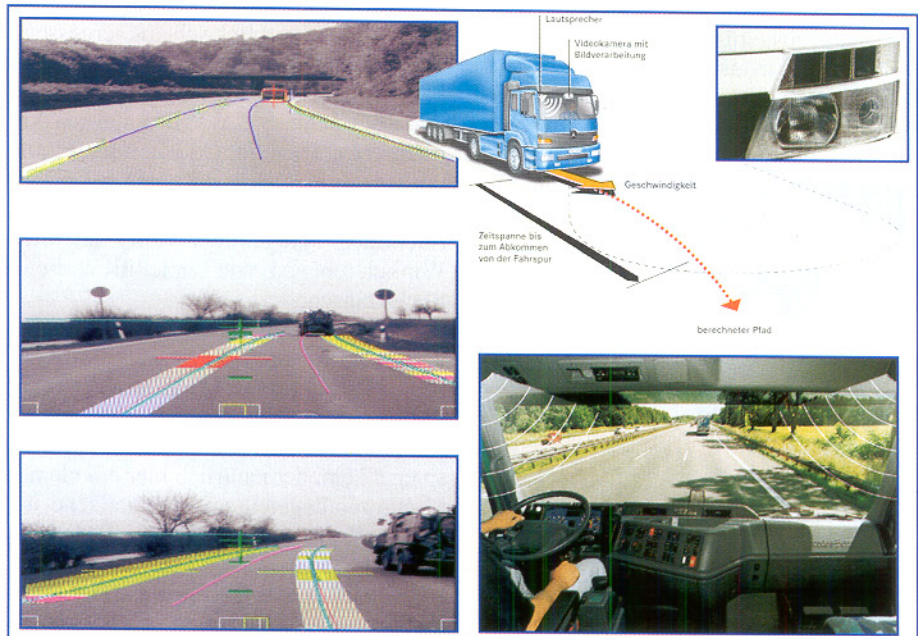 Lautsprecher
Videokamera mit
Bildverarbeitung
Geschwindigkeit
Zeitspanne bis
zum Abkommen
von der Fahrspur
berechneter Pfad